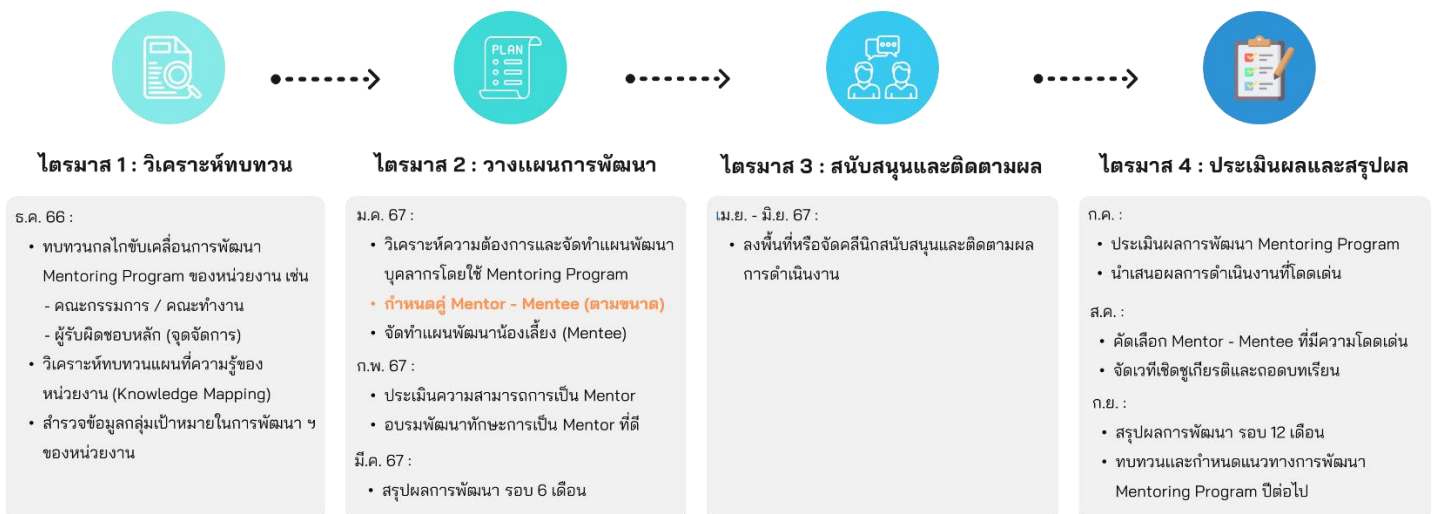 PLAN
ไตรมาส 1 : วิเคราะห์ทบทวน
ธ.ค. 66 :
• ทบทวนกลไกขับเคลื่อนการพัฒนา
Mentoring Program ของหน่วยงาน เช่น
- คณะกรรมการ / คณะทำงาน
- ผู้รับผิดชอบหลัก (จุดจัดการ)
• วิเคราะห์ทบทวนแผนที่ความรู้ของ
หน่วยงาน (Knowledge Mapping)
• สำรวจข้อมูลกลุ่มเป้าหมายในการพัฒนา ฯ
ของหน่วยงาน
ไตรมาส 2 : วางแผนการพัฒนา
ม.ค. 67 :
• วิเคราะห์ความต้องการและจัดทำแผนพัฒนา
บุคลากรโดยใช้ Mentoring Program
• กำหนดคู่ Mentor - Mentee (ตามขนาด)
• จัดทำแผนพัฒนาน้องเลี้ยง (Mentee)
ก.พ. 67 :
• ประเมินความสามารถการเป็น Mentor
• อบรมพัฒนาทักษะการเป็น Mentor ที่ดี
มี.ค. 67 :
• สรุปผลการพัฒนา รอบ 6 เดือน
ไตรมาส 3 : สนับสนุนและติดตามผล
เม.ย. - มิ.ย. 67 :
• ลงพื้นที่หรือจัดคลีนิกสนับสนุนและติดตามผล
การดำเนินงาน
ไตรมาส 4 : ประเมินผลและสรุปผล
ก.ค. :
• ประเมินผลการพัฒนา Mentoring Program
• นำเสนอผลการดำเนินงานที่โดดเด่น
ส.ค. :
• คัดเลือก Mentor - Mentee ที่มีความโดดเด่น
• จัดเวทีเชิดชูเกียรติและถอดบทเรียน
ก.ย. :
• สรุปผลการพัฒนา รอบ 12 เดือน
• ทบทวนและกำหนดแนวทางการพัฒนา
Mentoring Program ปีต่อไป